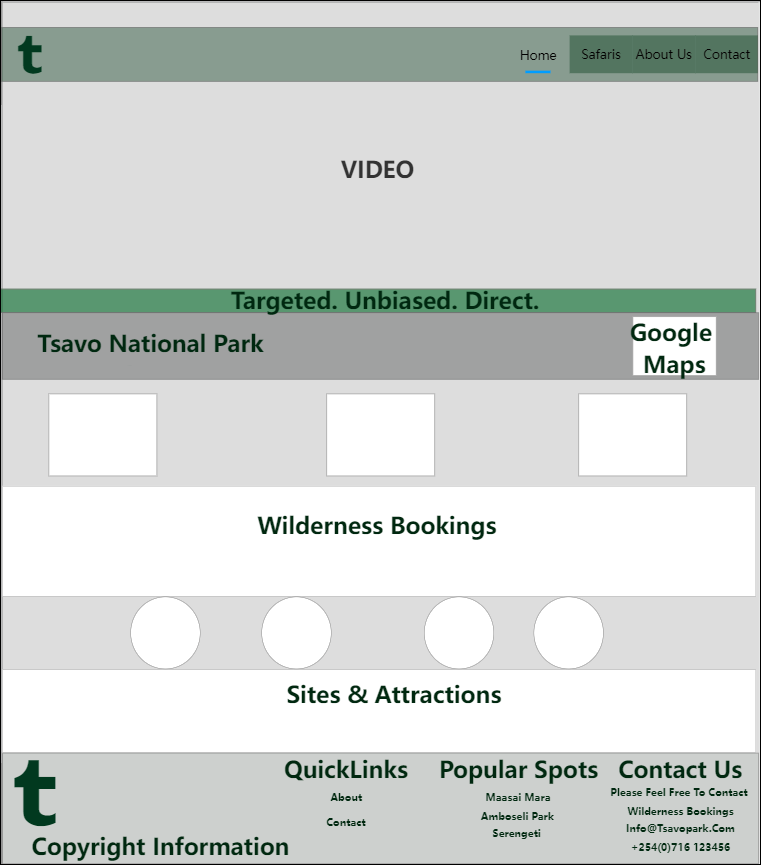 t
Home Safaris About Us Contact
VIDEO
Targeted. Unbiased. Direct.
Tsavo National Park
Google
Maps
Wilderness Bookings
Sites & Attractions
t
Copyright Information
QuickLinks
About
Contact
Popular Spots
Maasai Mara
Amboseli Park
Serengeti
Contact Us
Please Feel Free To Contact
Wilderness Bookings
Info@Tsavopark.Com
+254(0)716 123456